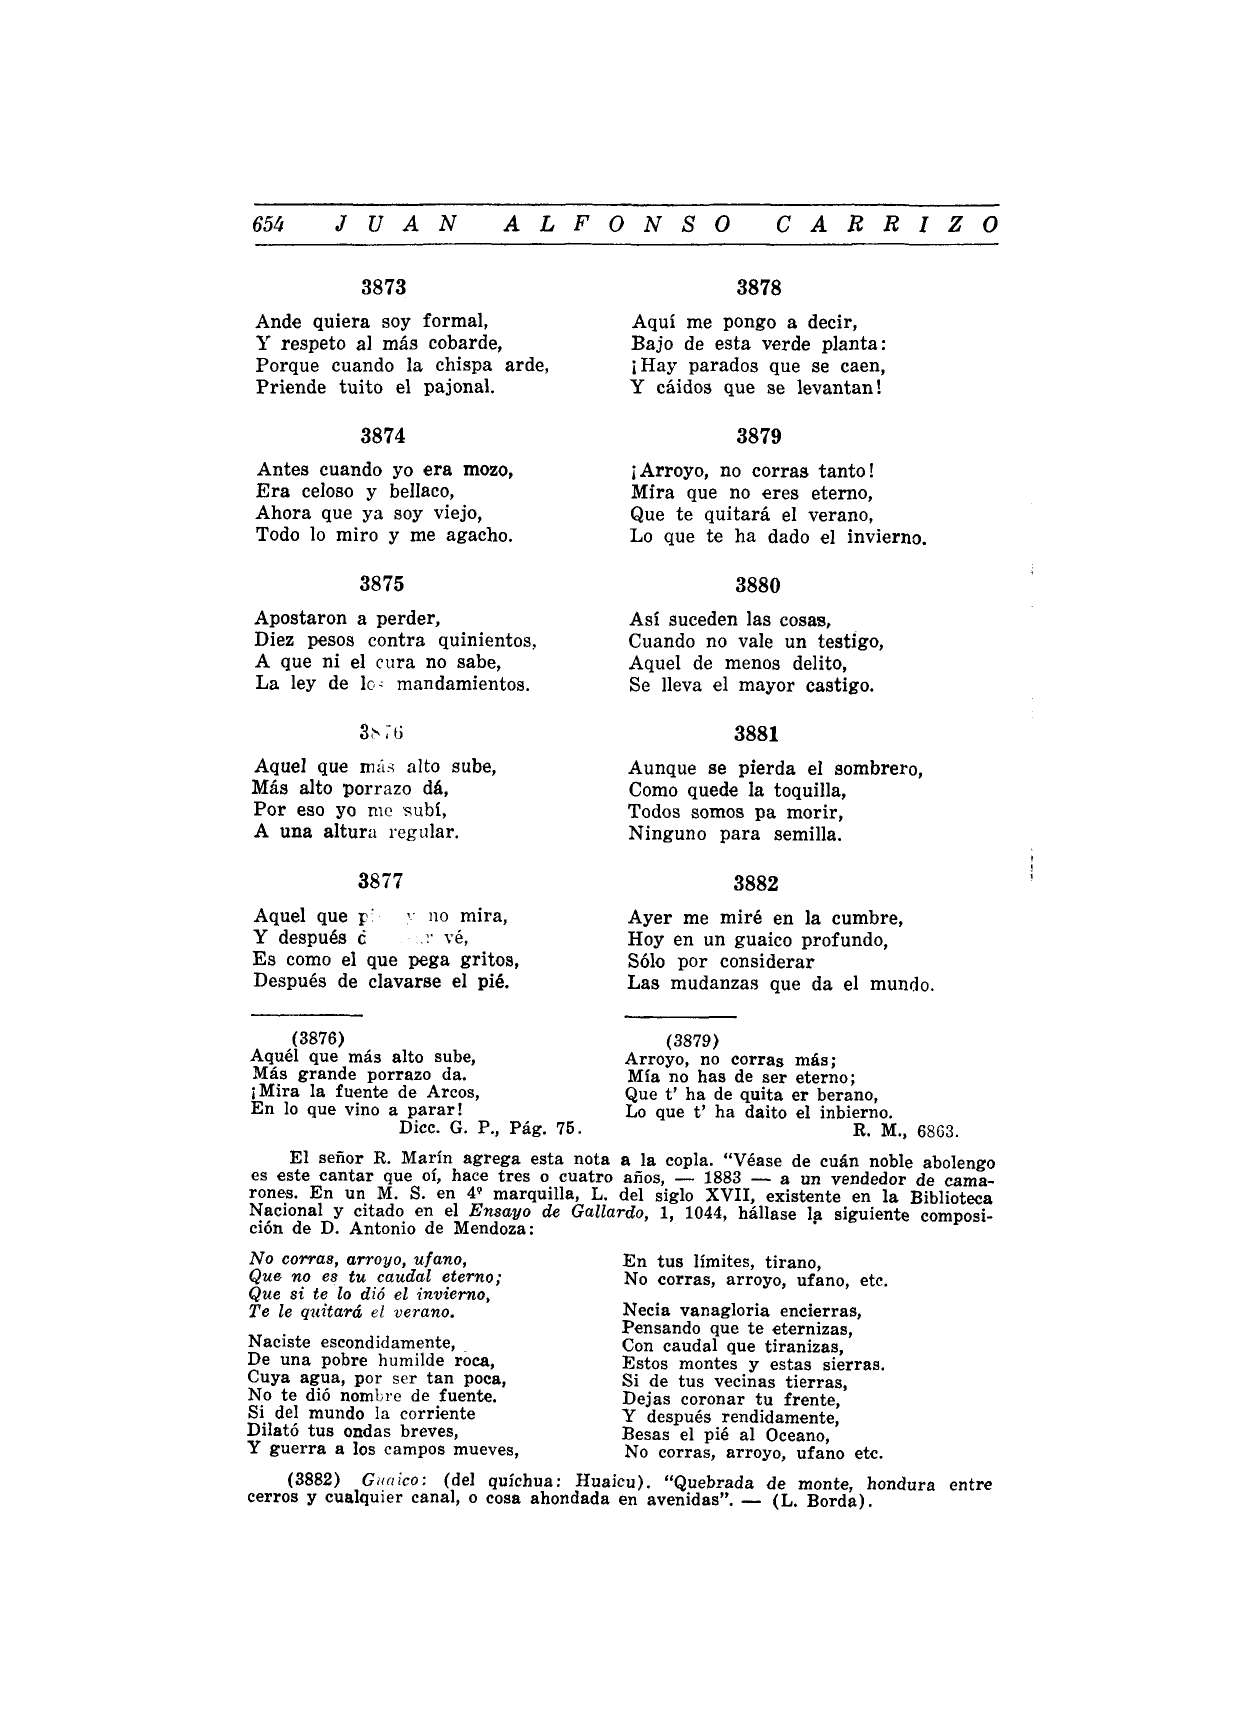 654 JUAN ALFONSO CARRIZO
3873
Ande quiera soy formal,
Y respeto al más cobarde,
Porque cuando la chispa arde,
Priende tuito el pajonal.
3874
Antes cuando yo era mozo,
Era celoso y bellaco,
Ahora que ya soy viejo,
Todo lo miro y me agacho.
3875
Apostaron a perder,
Diez pesos contra quinientos,
A que ni el cura no sabe,
La ley de los mandamientos.
3876
Aquel que más alto sube,
Más alto porrazo dá,
Por eso yo me subí,
A una altura regular.
3877
Aquel que y no mira,
Y después vé,
Es como el que pega gritos,
Después de clavarse el pié.
3878
Aquí me pongo a decir,
Bajo de esta verde planta:
¡Hay parados que se caen,
Y cáidos que se levantan!
3879
¡Arroyo, no corras tanto!
Mira que no eres eterno,
Que te quitará el verano,
Lo que te ha dado el invierno.
3880
Así suceden las cosas,
Cuando no vale un testigo,
Aquel de menos delito,
Se lleva el mayor castigo.
3881
Aunque se pierda el sombrero,
Como quede la toquilla,
Todos somos pa morir,
Ninguno para semilla.
3882
Ayer me miré en la cumbre,
Hoy en un guaico profundo,
Sólo por considerar
Las mudanzas que da el mundo.
(3876)
Aquél que más alto sube,
Más grande porrazo da.
¡Mira la fuente de Arcos,
En lo que vino a parar!
Dicc. G. P., Pág. 75.
(3879)
Arroyo, no corras más;
Mía no has de ser eterno;
Que t' ha de quita er berano,
Lo que t' ha daito el inbierno.
R. M., 6863.
El señor R. Marín agrega esta nota a la copla. “Véase de cuán noble abolengo
es este cantar que oí, hace tres o cuatro años, — 1883 — a un vendedor de cama-
rones. En un M. S. en 4º marquilla, L. del siglo XVII, existente en la Biblioteca
Nacional y citado en el Ensayo de Gallardo, 1, 1044, hállase la siguiente composi-
ción de D. Antonio de Mendoza:
No corras, arroyo, ufano,
Que no es tu caudal eterno;
Que si te lo dió el invierno,
Te le quitará el verano.
Naciste escondidamente,
De una pobre humilde roca,
Cuya agua, por ser tan poca,
No te dió nombre de fuente.
Si del mundo la corriente
Dilató tus ondas breves,
Y guerra a los campos mueves,
En tus límites, tirano,
No corras, arroyo, ufano, etc.
Necia vanagloria encierras,
Pensando que te eternizas,
Con caudal que tiranizas,
Estos montes y estas sierras.
Si de tus vecinas tierras,
Dejas coronar tu frente,
Y después rendidamente,
Besas el pié al Oceano,
No corras, arroyo, ufano etc.
(3882) Guaico: (del quíchua: Huaicu). “Quebrada de monte, hondura entre
cerros y cualquier canal, o cosa ahondada en avenidas”. — (L. Borda).